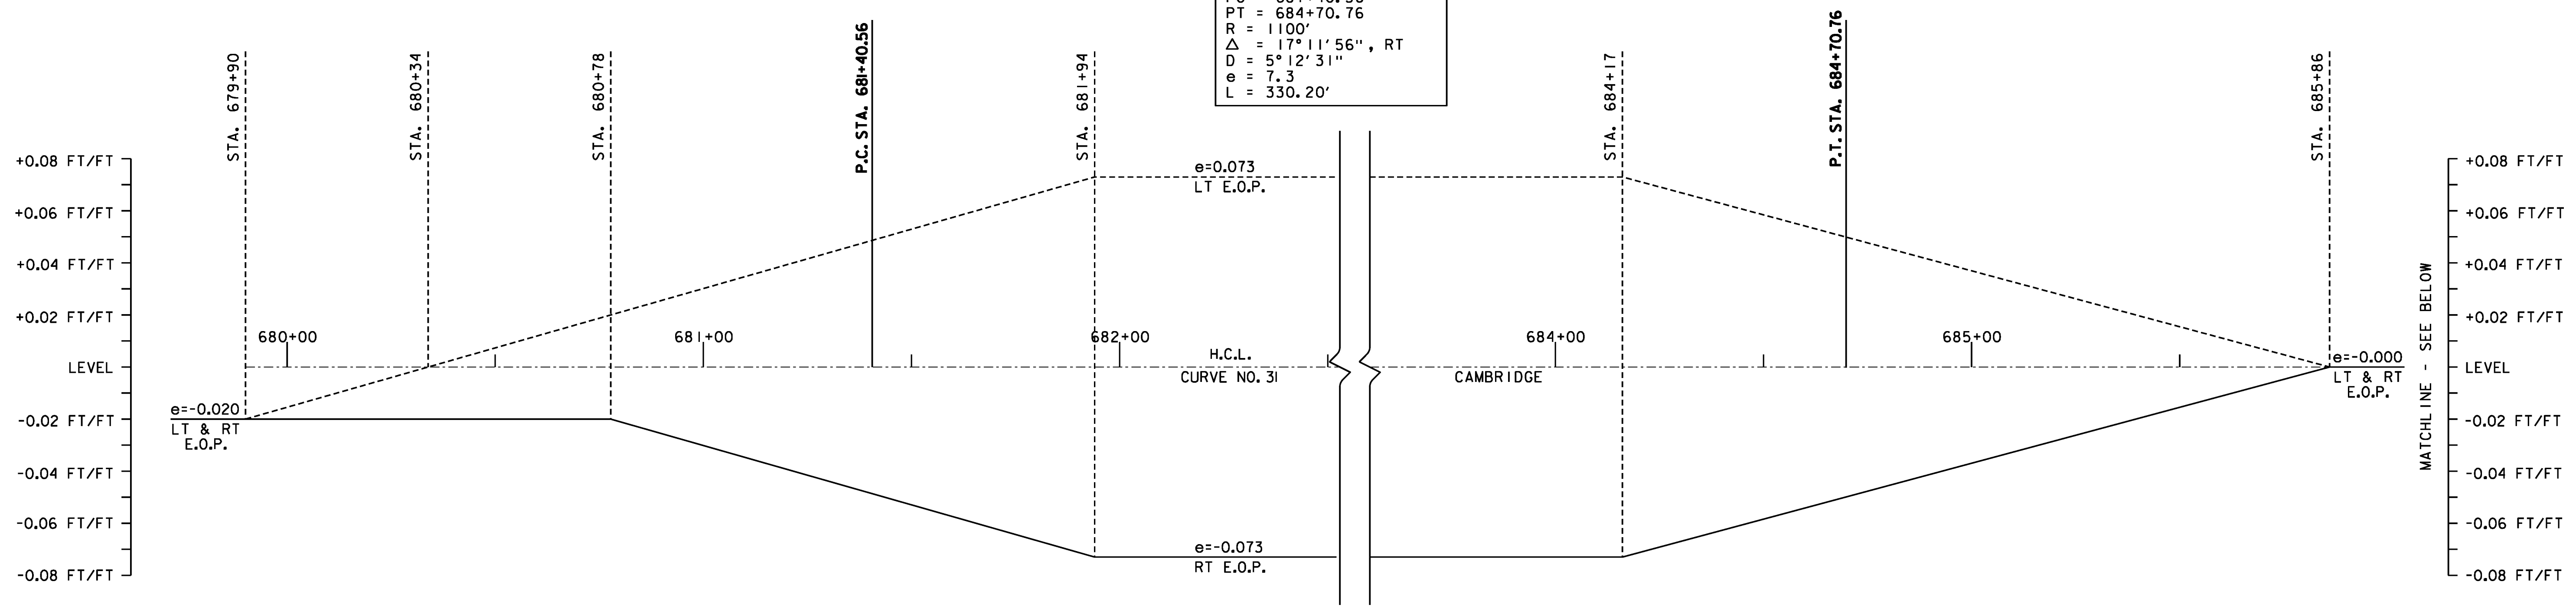 PT = 684+70.76
R = 1100'
△ = 17°11'56", RT
D = 5°12'31"
e = 7.3
L = 330.20'
STA. 679+90
STA. 680+34
STA. 680+78
P.C. STA. 681+40.56
STA. 681+94
STA. 684+17
P.T. STA. 684+70.76
STA. 685+86
+0.08 FT/FT
+0.06 FT/FT
+0.04 FT/FT
+0.02 FT/FT
LEVEL
-0.02 FT/FT
-0.04 FT/FT
-0.06 FT/FT
-0.08 FT/FT
e=-0.020
LT & RT
E.O.P.
680+00
681+00
682+00
684+00
685+00
e=0.073
LT E.O.P.
H.C.L.
CURVE NO. 31
CAMBRIDGE
e=-0.073
RT E.O.P.
e=-0.000
LT & RT
E.O.P.
MATCHLINE - SEE BELOW
+0.08 FT/FT
+0.06 FT/FT
+0.04 FT/FT
+0.02 FT/FT
LEVEL
-0.02 FT/FT
-0.04 FT/FT
-0.06 FT/FT
-0.08 FT/FT